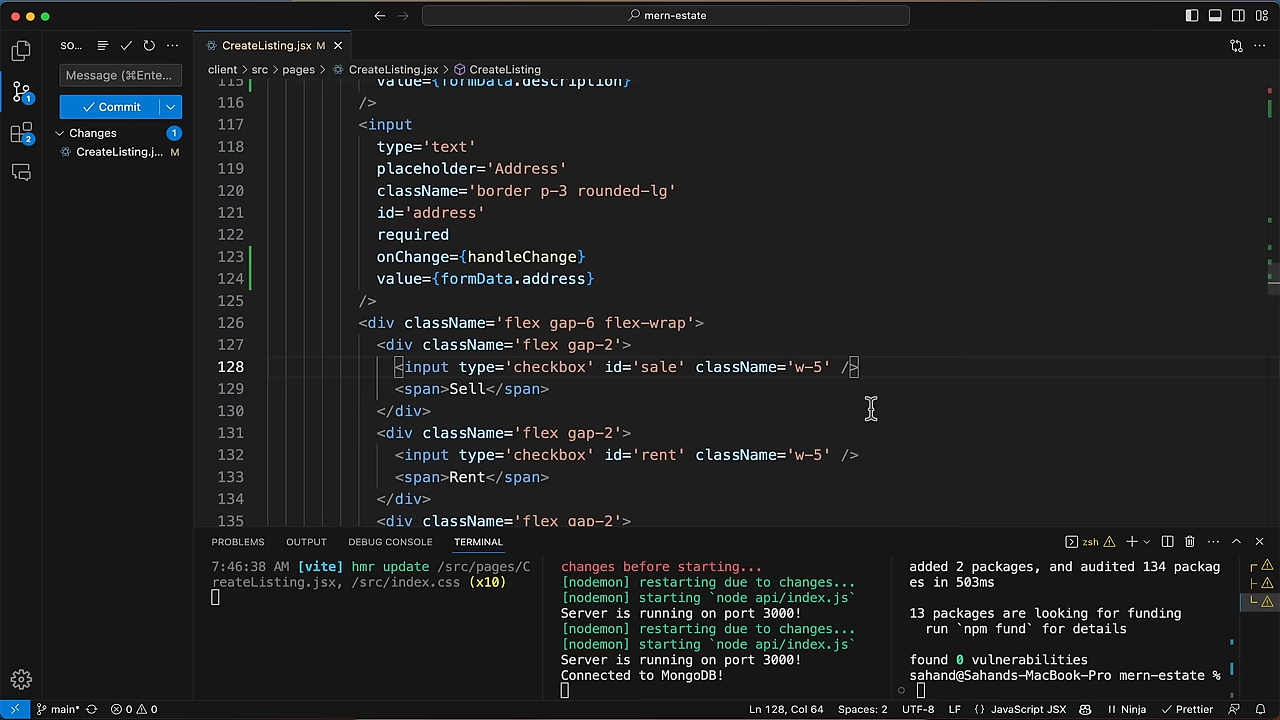 mern-estate
SO...
CreateListing.jsx M
client > src > pages > CreateListing.jsx > CreateListing
Message (⌘Ente...
Commit
Changes
1
CreateListing.j... M
1
2
115 value={formData.description}
116 />
117 <input
118 type='text'
119 placeholder='Address'
120 className='border p-3 rounded-lg'
121 id='address'
122 required
123 onChange={handleChange}
124 value={formData.address}
125 />
126 <div className='flex gap-6 flex-wrap'>
127 <div className='flex gap-2'>
128 <input type='checkbox' id='sale' className='w-5' />
129 <span>Sell</span>
130 </div>
131 <div className='flex gap-2'>
132 <input type='checkbox' id='rent' className='w-5' />
133 <span>Rent</span>
134 </div>
135 <div className='flex gap-2'>
PROBLEMS OUTPUT DEBUG CONSOLE TERMINAL
zsh
7:46:38 AM [vite] hmr update /src/pages/C
reateListing.jsx, /src/index.css (x10)
changes before starting...
[nodemon] restarting due to changes...
[nodemon] starting `node api/index.js`
Server is running on port 3000!
[nodemon] restarting due to changes...
[nodemon] starting `node api/index.js`
Server is running on port 3000!
Connected to MongoDB!
added 2 packages, and audited 134 packag
es in 503ms
13 packages are looking for funding
run `npm fund` for details
found 0 vulnerabilities
sahand@Sahands-MacBook-Pro mern-estate %
main* 0 0
Ln 128, Col 64 Spaces: 2 UTF-8 LF {} JavaScript JSX Ninja Prettier